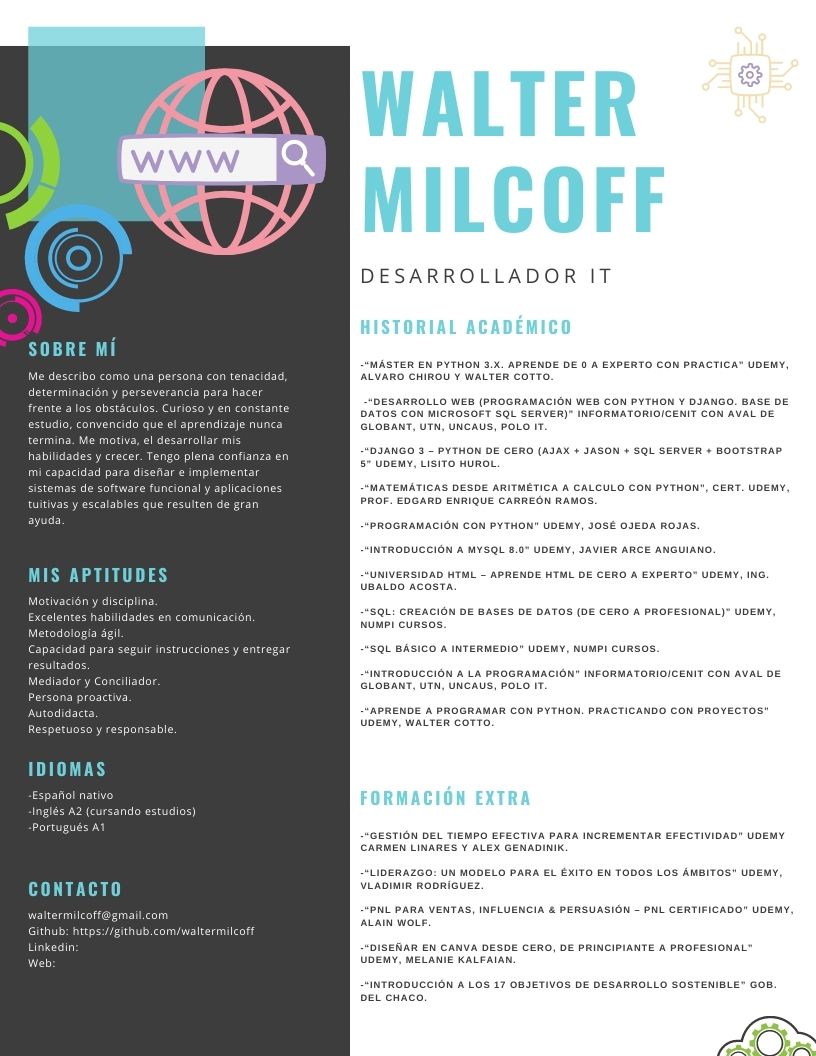 WWW
WALTER
MILCOFF
DESARROLLADOR IT
SOBRE MÍ
Me describo como una persona con tenacidad,
determinación y perseverancia para hacer
frente a los obstáculos. Curioso y en constante
estudio, convencido que el aprendizaje nunca
termina. Me motiva, el desarrollar mis
habilidades y crecer. Tengo plena confianza en
mi capacidad para diseñar e implementar
sistemas de software funcional y aplicaciones
tuitivas y escalables que resulten de gran
ayuda.
MIS APTITUDES
Motivación y disciplina.
Excelentes habilidades en comunicación.
Metodología ágil.
Capacidad para seguir instrucciones y entregar
resultados.
Mediador y Conciliador.
Persona proactiva.
Autodidacta.
Respetuoso y responsable.
IDIOMAS
-Español nativo
-Inglés A2 (cursando estudios)
-Portugués A1
CONTACTO
waltermilcoff@gmail.com
Github: https://github.com/waltermilcoff
Linkedin:
Web:
HISTORIAL ACADÉMICO
-“MÁSTER EN PYTHON 3.X. APRENDE DE 0 A EXPERTO CON PRACTICA” UDEMY,
ALVARO CHIROU Y WALTER COTTO.
-“DESARROLLO WEB (PROGRAMACIÓN WEB CON PYTHON Y DJANGO. BASE DE
DATOS CON MICROSOFT SQL SERVER)” INFORMATORIO/CENIT CON AVAL DE
GLOBANT, UTN, UNCAUS, POLO IT.
-“DJANGO 3 – PYTHON DE CERO (AJAX + JASON + SQL SERVER + BOOTSTRAP
5” UDEMY, LISITO HUROL.
-“MATEMÁTICAS DESDE ARITMÉTICA A CALCULO CON PYTHON”, CERT. UDEMY,
PROF. EDGARD ENRIQUE CARREÓN RAMOS.
-“PROGRAMACIÓN CON PYTHON” UDEMY, JOSÉ OJEDA ROJAS.
-“INTRODUCCIÓN A MYSQL 8.0” UDEMY, JAVIER ARCE ANGUIANO.
-“UNIVERSIDAD HTML – APRENDE HTML DE CERO A EXPERTO” UDEMY, ING.
UBALDO ACOSTA.
-“SQL: CREACIÓN DE BASES DE DATOS (DE CERO A PROFESIONAL)” UDEMY,
NUMPI CURSOS.
-“SQL BÁSICO A INTERMEDIO” UDEMY, NUMPI CURSOS.
-“INTRODUCCIÓN A LA PROGRAMACIÓN” INFORMATORIO/CENIT CON AVAL DE
GLOBANT, UTN, UNCAUS, POLO IT.
-“APRENDE A PROGRAMAR CON PYTHON. PRACTICANDO CON PROYECTOS”
UDEMY, WALTER COTTO.
FORMACIÓN EXTRA
-“GESTIÓN DEL TIEMPO EFECTIVA PARA INCREMENTAR EFECTIVIDAD” UDEMY
CARMEN LINARES Y ALEX GENADINIK.
-“LIDERAZGO: UN MODELO PARA EL ÉXITO EN TODOS LOS ÁMBITOS” UDEMY,
VLADIMIR RODRÍGUEZ.
-“PNL PARA VENTAS, INFLUENCIA & PERSUASIÓN – PNL CERTIFICADO” UDEMY,
ALAIN WOLF.
-“DISEÑAR EN CANVA DESDE CERO, DE PRINCIPIANTE A PROFESIONAL”
UDEMY, MELANIE KALFAIAN.
-“INTRODUCCIÓN A LOS 17 OBJETIVOS DE DESARROLLO SOSTENIBLE” GOB.
DEL CHACO.